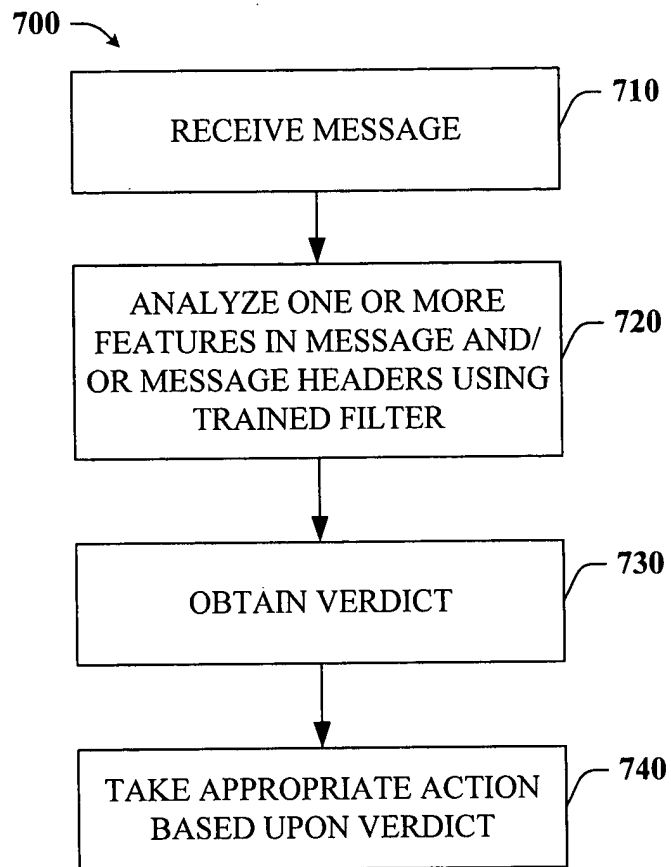 700
710
RECEIVE MESSAGE
ANALYZE ONE OR MORE
FEATURES IN MESSAGE AND/
OR MESSAGE HEADERS USING
TRAINED FILTER
720
730
OBTAIN VERDICT
740
TAKE APPROPRIATE ACTION
BASED UPON VERDICT